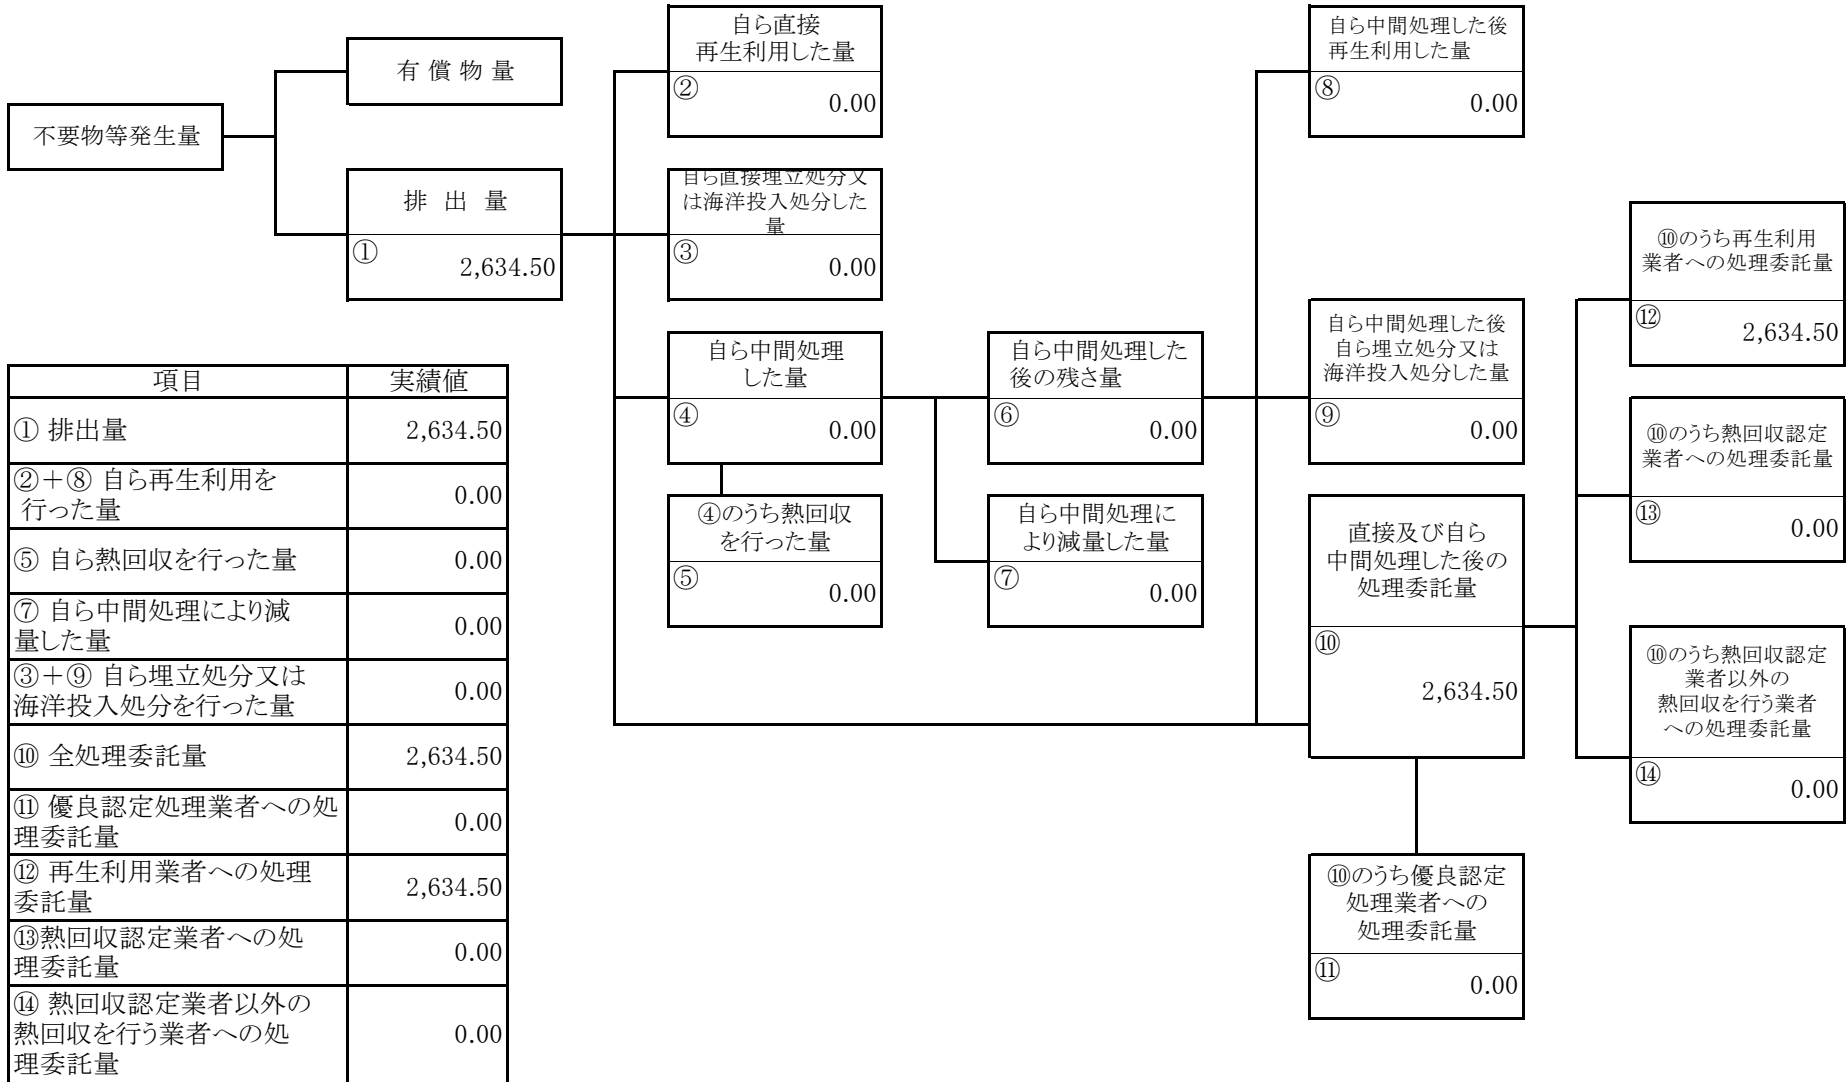 自ら直接
再生利用した量
②
0.00
自ら中間処理した後
再生利用した量
⑧
0.00
有 償 物 量
不要物等発生量
排 出 量
①
2,634.50
自ら直接埋立処分又
は海洋投入処分した
量
③
0.00
⑩のうち再生利用
業者への処理委託量
⑫
2,634.50
自ら中間処理
した量
④
0.00
自ら中間処理した
後の残さ量
⑥
0.00
自ら中間処理した後
自ら埋立処分又は
海洋投入処分した量
⑨
0.00
⑩のうち熱回収認定
業者への処理委託量
⑬
0.00
④のうち熱回収
を行った量
⑤
0.00
自ら中間処理に
より減量した量
⑦
0.00
直接及び自ら
中間処理した後の
処理委託量
⑩
2,634.50
⑩のうち熱回収認定
業者以外の
熱回収を行う業者
への処理委託量
⑭
0.00
⑩のうち優良認定
処理業者への
処理委託量
⑪
0.00
項目 実績値
① 排出量 2,634.50
②＋⑧ 自ら再生利用を
行った量 0.00
⑤ 自ら熱回収を行った量 0.00
⑦ 自ら中間処理により減
量した量 0.00
③＋⑨ 自ら埋立処分又は
海洋投入処分を行った量 0.00
⑩ 全処理委託量 2,634.50
⑪ 優良認定処理業者への処
理委託量 0.00
⑫ 再生利用業者への処理
委託量 2,634.50
⑬熱回収認定業者への処
理委託量 0.00
⑭ 熱回収認定業者以外の
熱回収を行う業者への処
理委託量 0.00